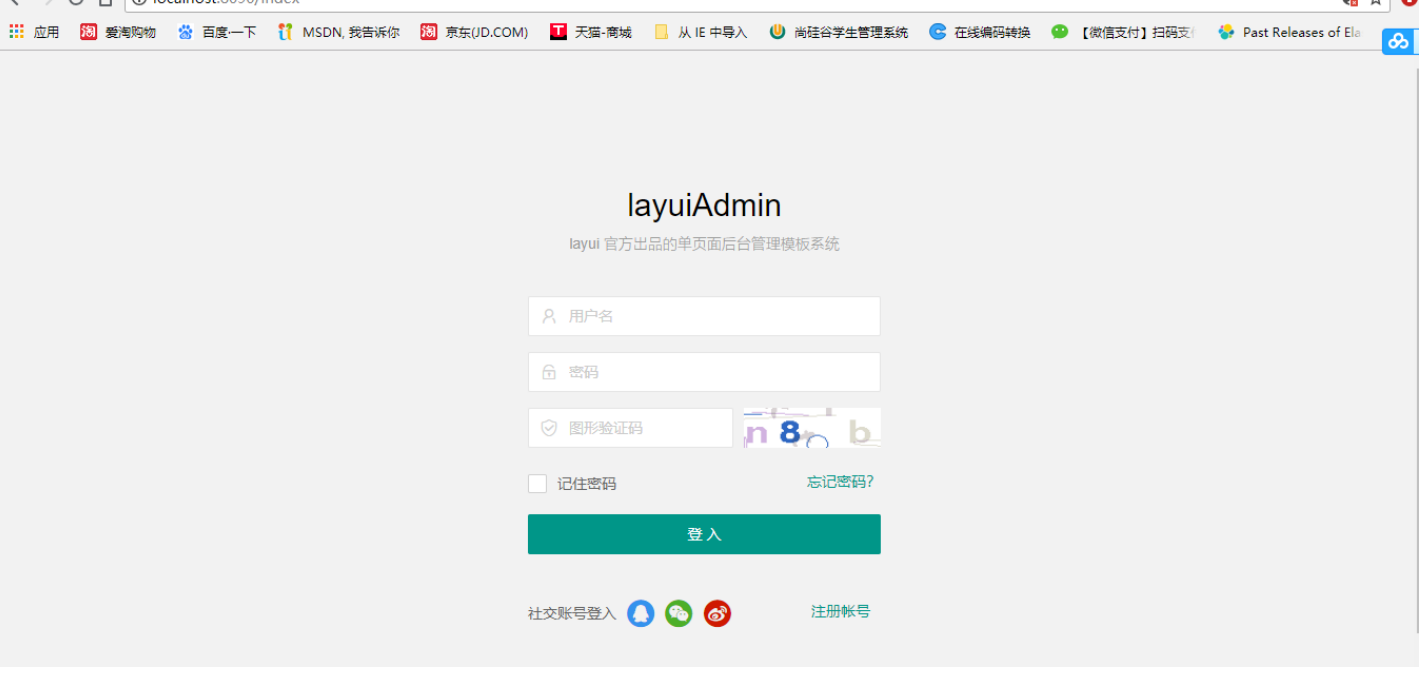 应用 爱淘购物 百度一下 MSDN, 我告诉你 京东(JD.COM) 天猫-商城 从 IE 中导入 尚硅谷学生管理系统 在线编码转换 【微信支付】扫码支 Past Releases of Ela
layuiAdmin
layui 官方出品的单页面后台管理模板系统
用户名
密码
图形验证码 n 8 b
记住密码 忘记密码?
登 入
社交账号登入 注册帐号